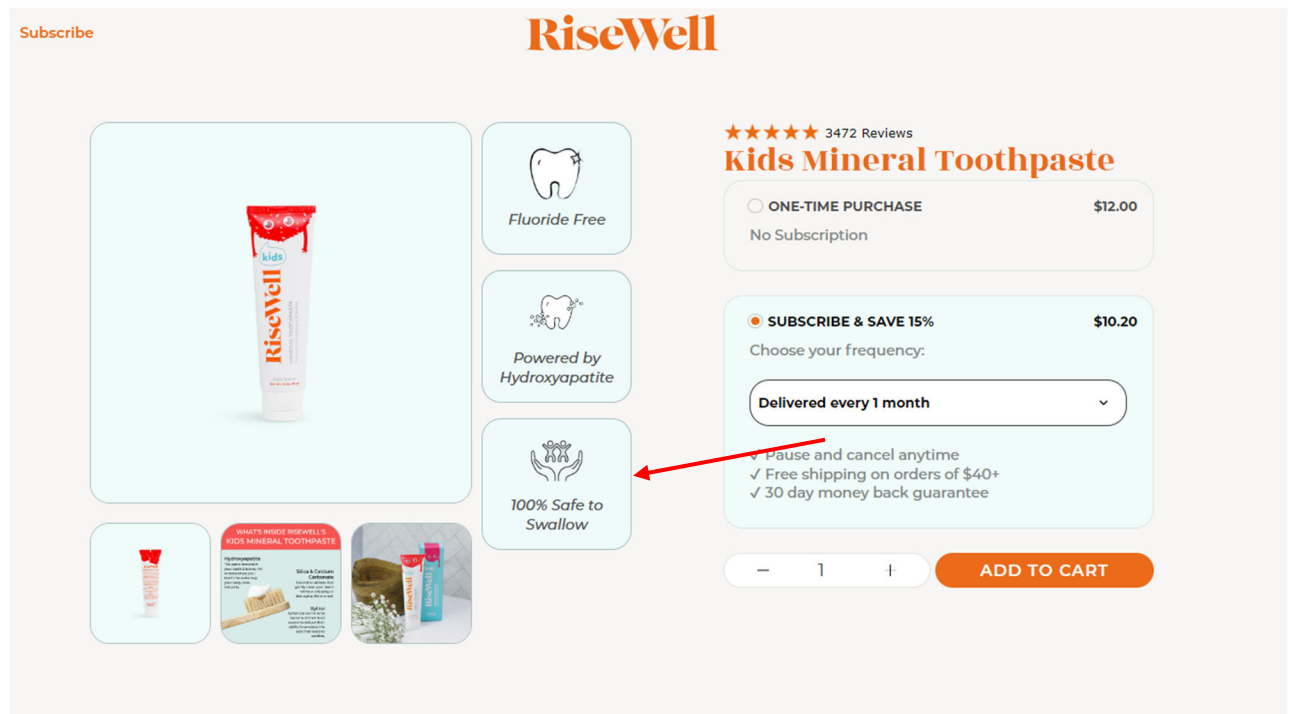 Subscribe
RiseWell
kids
RiseWell
Fluoride Free
Powered by
Hydroxyapatite
100% Safe to
Swallow
WHAT'S INSIDE RISEWELL'S
KIDS MINERAL TOOTHPASTE
Hydroxyapatite
Silica & Calcium
Carbonate
Xylitol
RiseWell
RiseWell
3472 Reviews
Kids Mineral Toothpaste
ONE-TIME PURCHASE $12.00
No Subscription
SUBSCRIBE & SAVE 15% $10.20
Choose your frequency:
Delivered every 1 month
✓ Pause and cancel anytime
✓ Free shipping on orders of $40+
✓ 30 day money back guarantee
− 1 + ADD TO CART